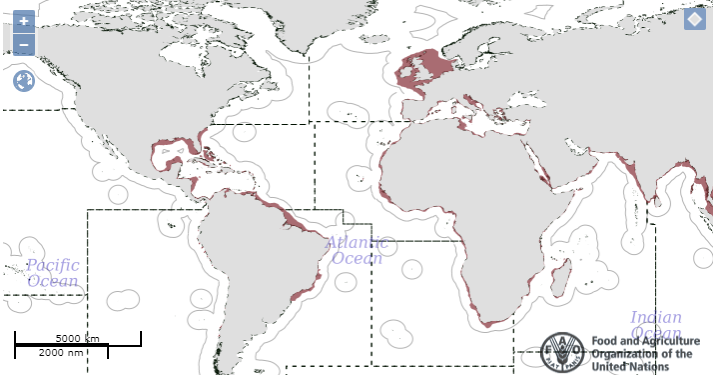 +
−
Atlantic
Ocean
Pacific
Ocean
Indian
Ocean
5000 km
2000 nm
FAO
FIAT PANIS
Food and Agriculture
Organization of the
United Nations